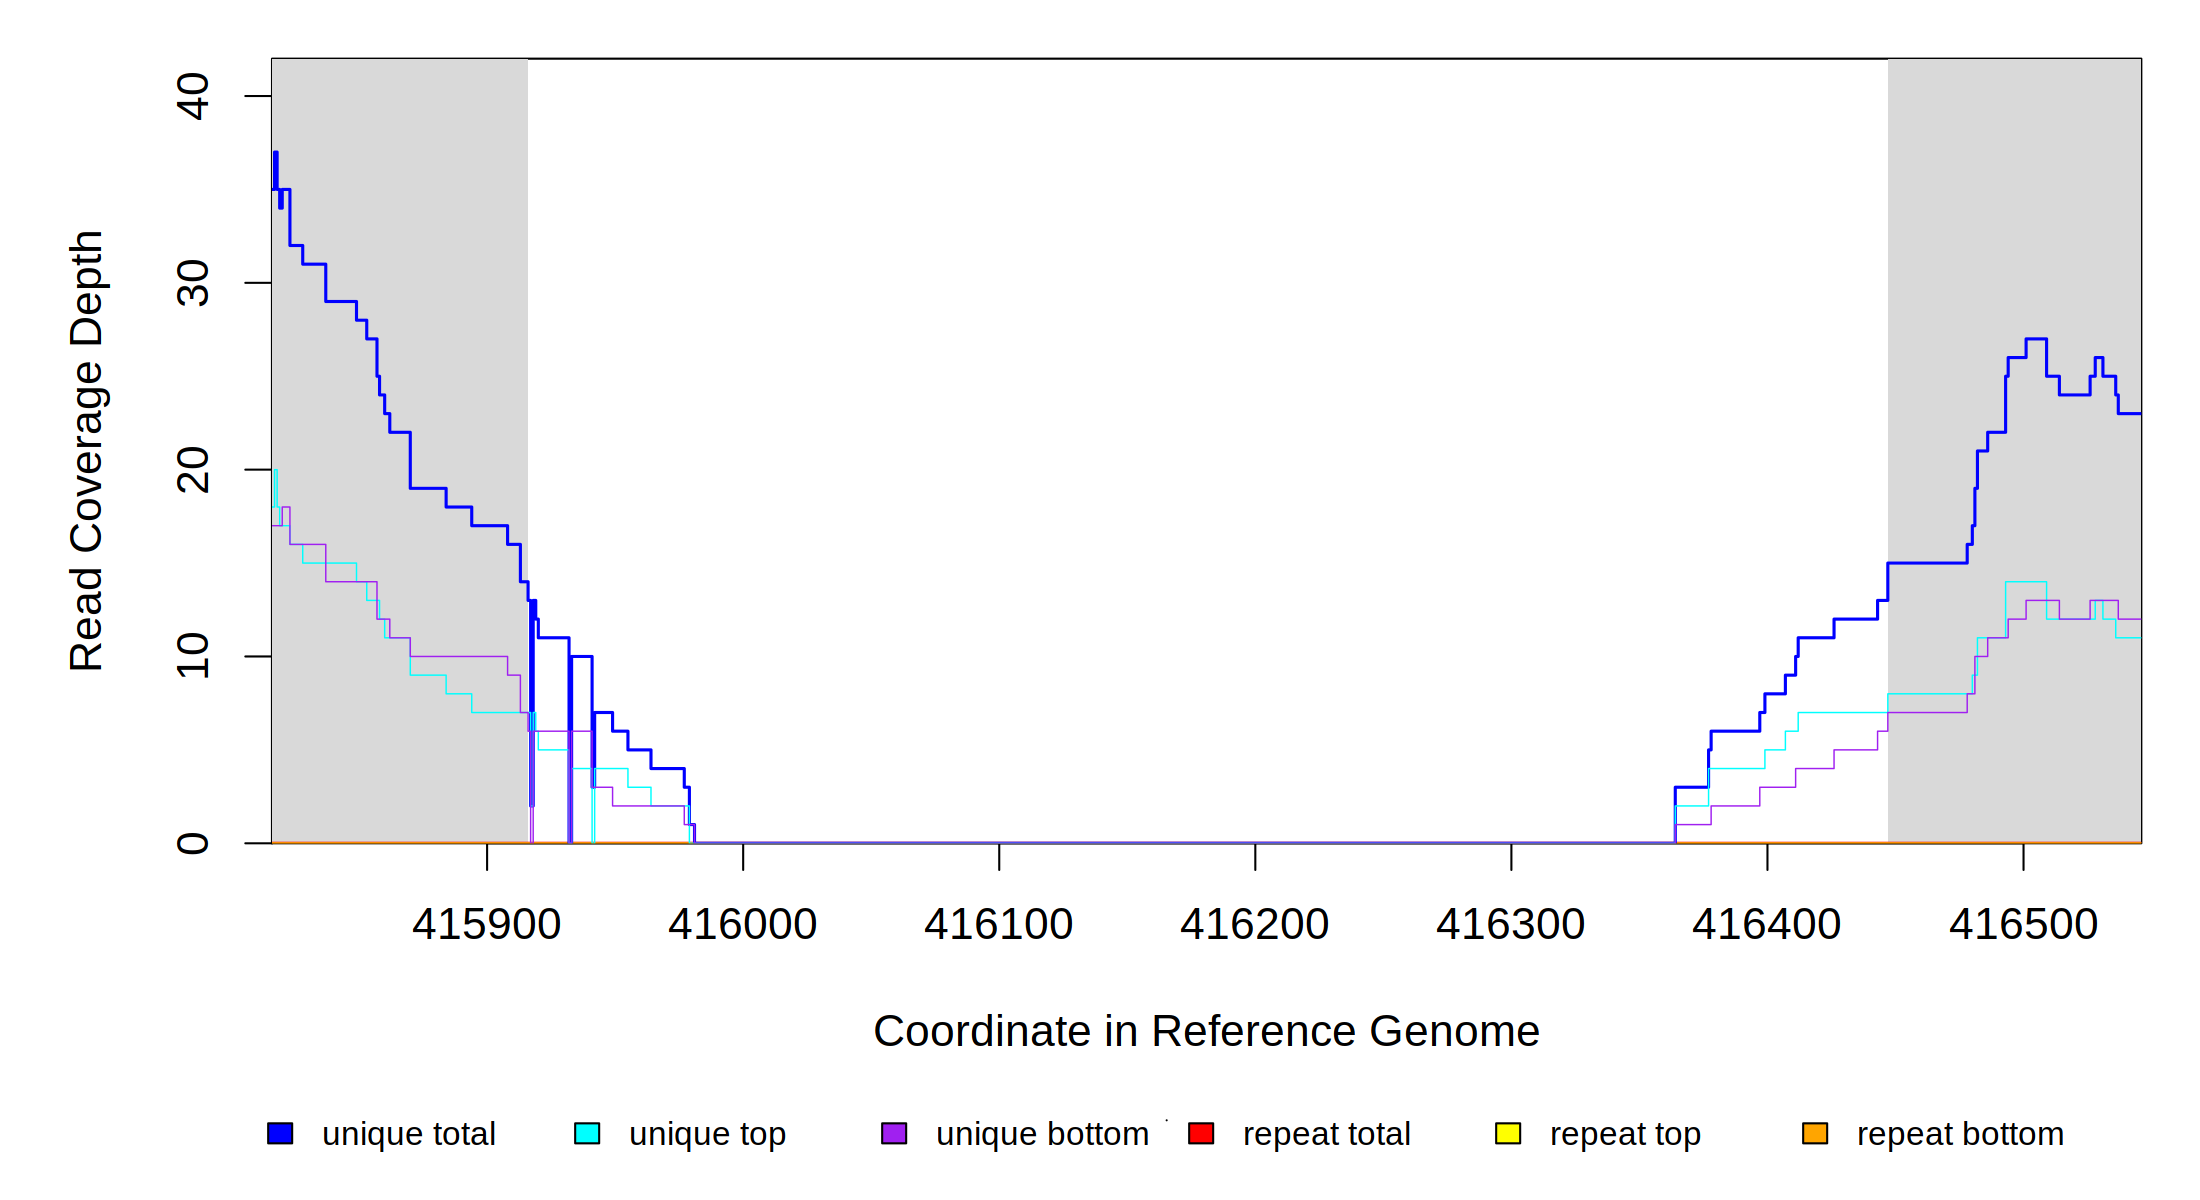 40
30
20
10
0
Read Coverage Depth
415900 416000 416100 416200 416300 416400 416500
Coordinate in Reference Genome
unique total unique top unique bottom repeat total repeat top repeat bottom